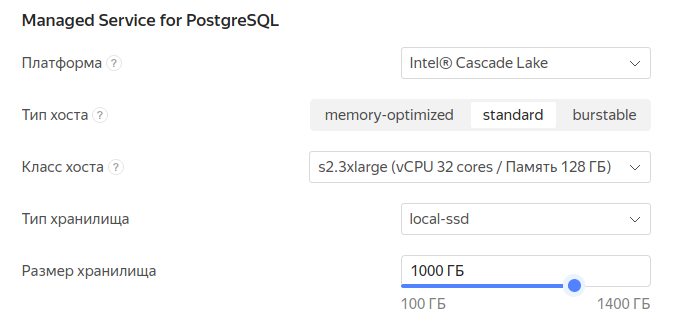 Managed Service for PostgreSQL
Платформа ? Intel® Cascade Lake
Тип хоста ? memory-optimized standard burstable
Класс хоста ? s2.3xlarge (vCPU 32 cores / Память 128 ГБ)
Тип хранилища local-ssd
Размер хранилища 1000 ГБ
100 ГБ 1400 ГБ